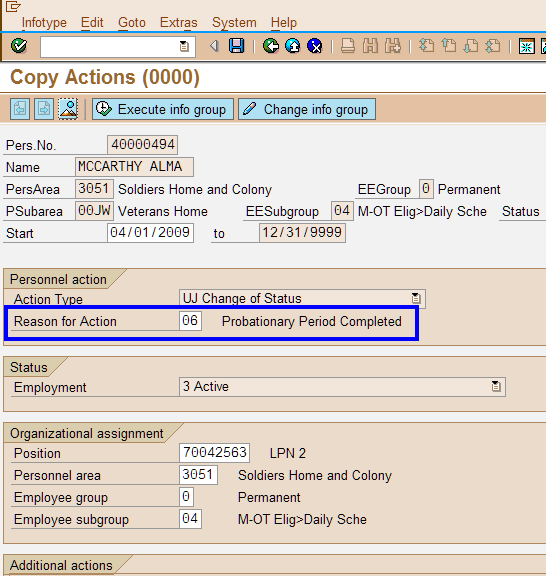 Infotype Edit Goto Extras System Help
Copy Actions (0000)
Execute info group Change info group
Pers.No. 40000494
Name MCCARTHY ALMA
PersArea 3051 Soldiers Home and Colony EEGroup 0 Permanent
PSubarea 00JW Veterans Home EESubgroup 04 M-OT Elig>Daily Sche Status
Start 04/01/2009 to 12/31/9999
Personnel action
Action Type UJ Change of Status
Reason for Action 06 Probationary Period Completed
Status
Employment 3 Active
Organizational assignment
Position 70042563 LPN 2
Personnel area 3051 Soldiers Home and Colony
Employee group 0 Permanent
Employee subgroup 04 M-OT Elig>Daily Sche
Additional actions